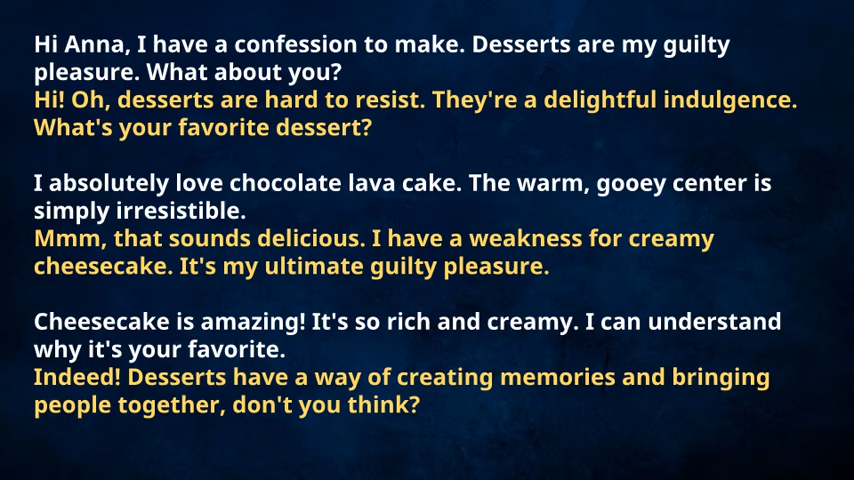 Hi Anna, I have a confession to make. Desserts are my guilty
pleasure. What about you?
Hi! Oh, desserts are hard to resist. They're a delightful indulgence.
What's your favorite dessert?
I absolutely love chocolate lava cake. The warm, gooey center is
simply irresistible.
Mmm, that sounds delicious. I have a weakness for creamy
cheesecake. It's my ultimate guilty pleasure.
Cheesecake is amazing! It's so rich and creamy. I can understand
why it's your favorite.
Indeed! Desserts have a way of creating memories and bringing
people together, don't you think?